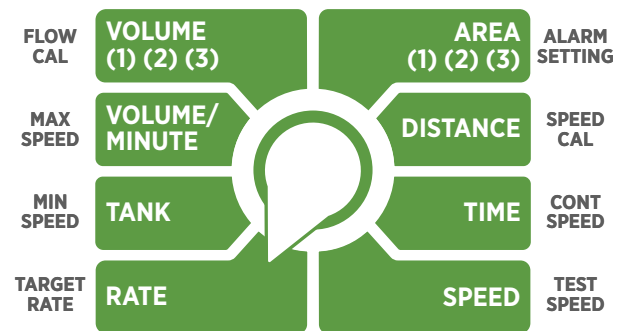 FLOW
CAL
VOLUME
(1) (2) (3)
AREA
(1) (2) (3)
ALARM
SETTING
MAX
SPEED
VOLUME/
MINUTE
DISTANCE
SPEED
CAL
MIN
SPEED
TANK
TIME
CONT
SPEED
TARGET
RATE
RATE
SPEED
TEST
SPEED